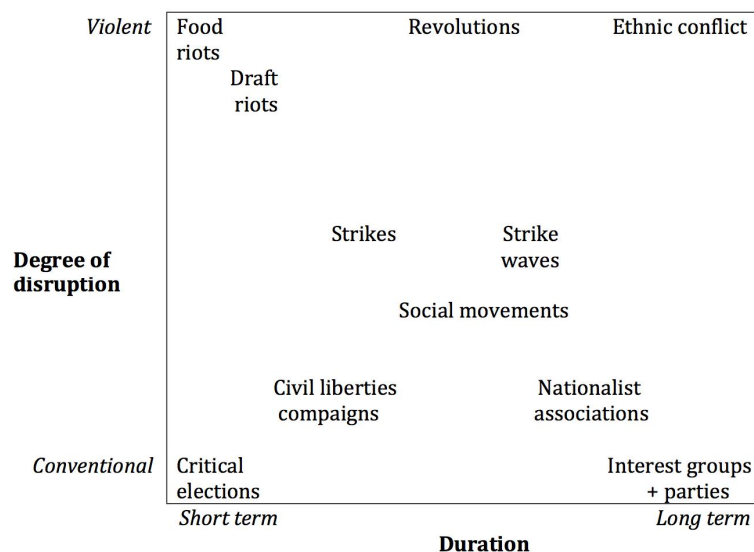 Violent
Food
riots
Revolutions
Ethnic conflict
Draft
riots
Degree of
disruption
Strikes
Strike
waves
Social movements
Civil liberties
compaigns
Nationalist
associations
Conventional
Critical
elections
Interest groups
+ parties
Short term
Long term
Duration